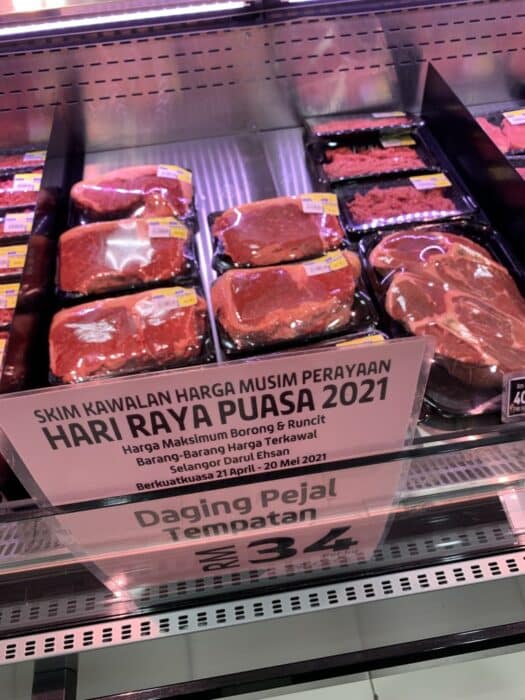 SKIM KAWALAN HARGA MUSIM PERAYAAN
HARI RAYA PUASA 2021
Harga Maksimum Borong & Runcit
Barang-Barang Harga Terkawal
Selangor Darul Ehsan
Berkuatkuasa 21 April - 20 Mei 2021
Daging Pejal
Tempatan
RM 34
40